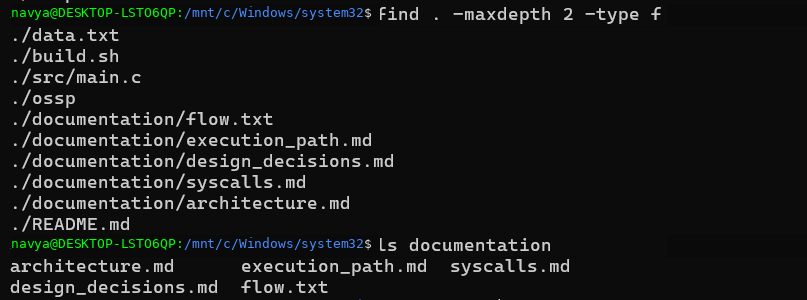 navya@DESKTOP-LSTO6QP:/mnt/c/Windows/system32$ find . -maxdepth 2 -type f
./data.txt
./build.sh
./src/main.c
./ossp
./documentation/flow.txt
./documentation/execution_path.md
./documentation/design_decisions.md
./documentation/syscalls.md
./documentation/architecture.md
./README.md
navya@DESKTOP-LSTO6QP:/mnt/c/Windows/system32$ ls documentation
architecture.md execution_path.md syscalls.md
design_decisions.md flow.txt